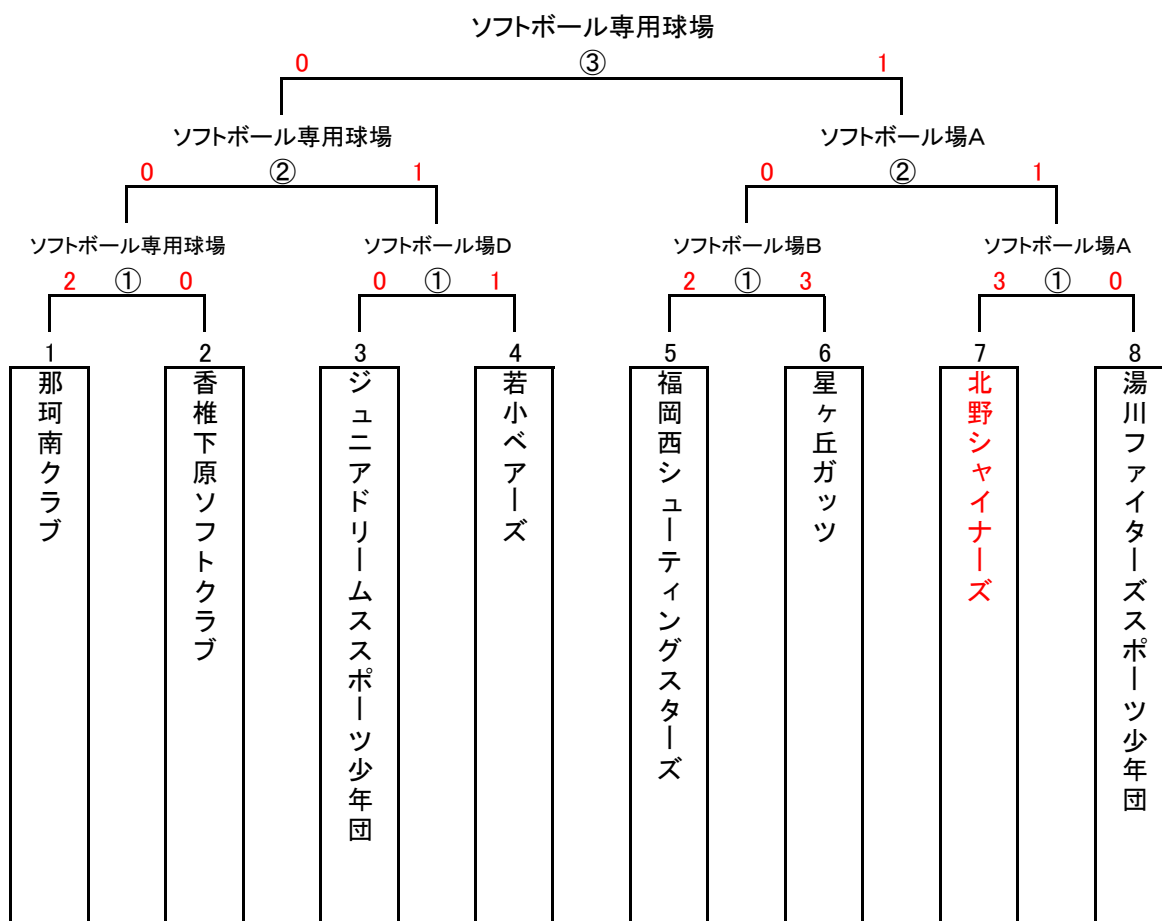 ソフトボール専用球場
0 ③ 1
ソフトボール専用球場 ソフトボール場A
0 ② 1 0 ② 1
ソフトボール専用球場 ソフトボール場D ソフトボール場B ソフトボール場A
2 ① 0 0 ① 1 2 ① 3 3 ① 0
1 2 3 4 5 6 7 8
那珂南クラブ
香椎下原ソフトクラブ
ジュニアドリームススポーツ少年団
若小ベアーズ
福岡西シューティングスターズ
星ヶ丘ガッツ
北野シャイナーズ
湯川ファイターズスポーツ少年団